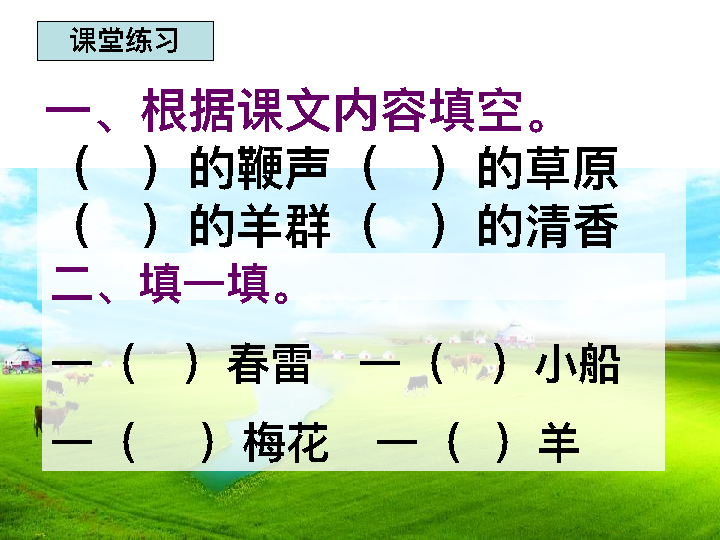 课堂练习
一、根据课文内容填空。
（　）的鞭声（　）的草原
（　）的羊群（　）的清香
二、填一填。
一（　）春雷　一（　）小船
一（　）梅花　一（　）羊